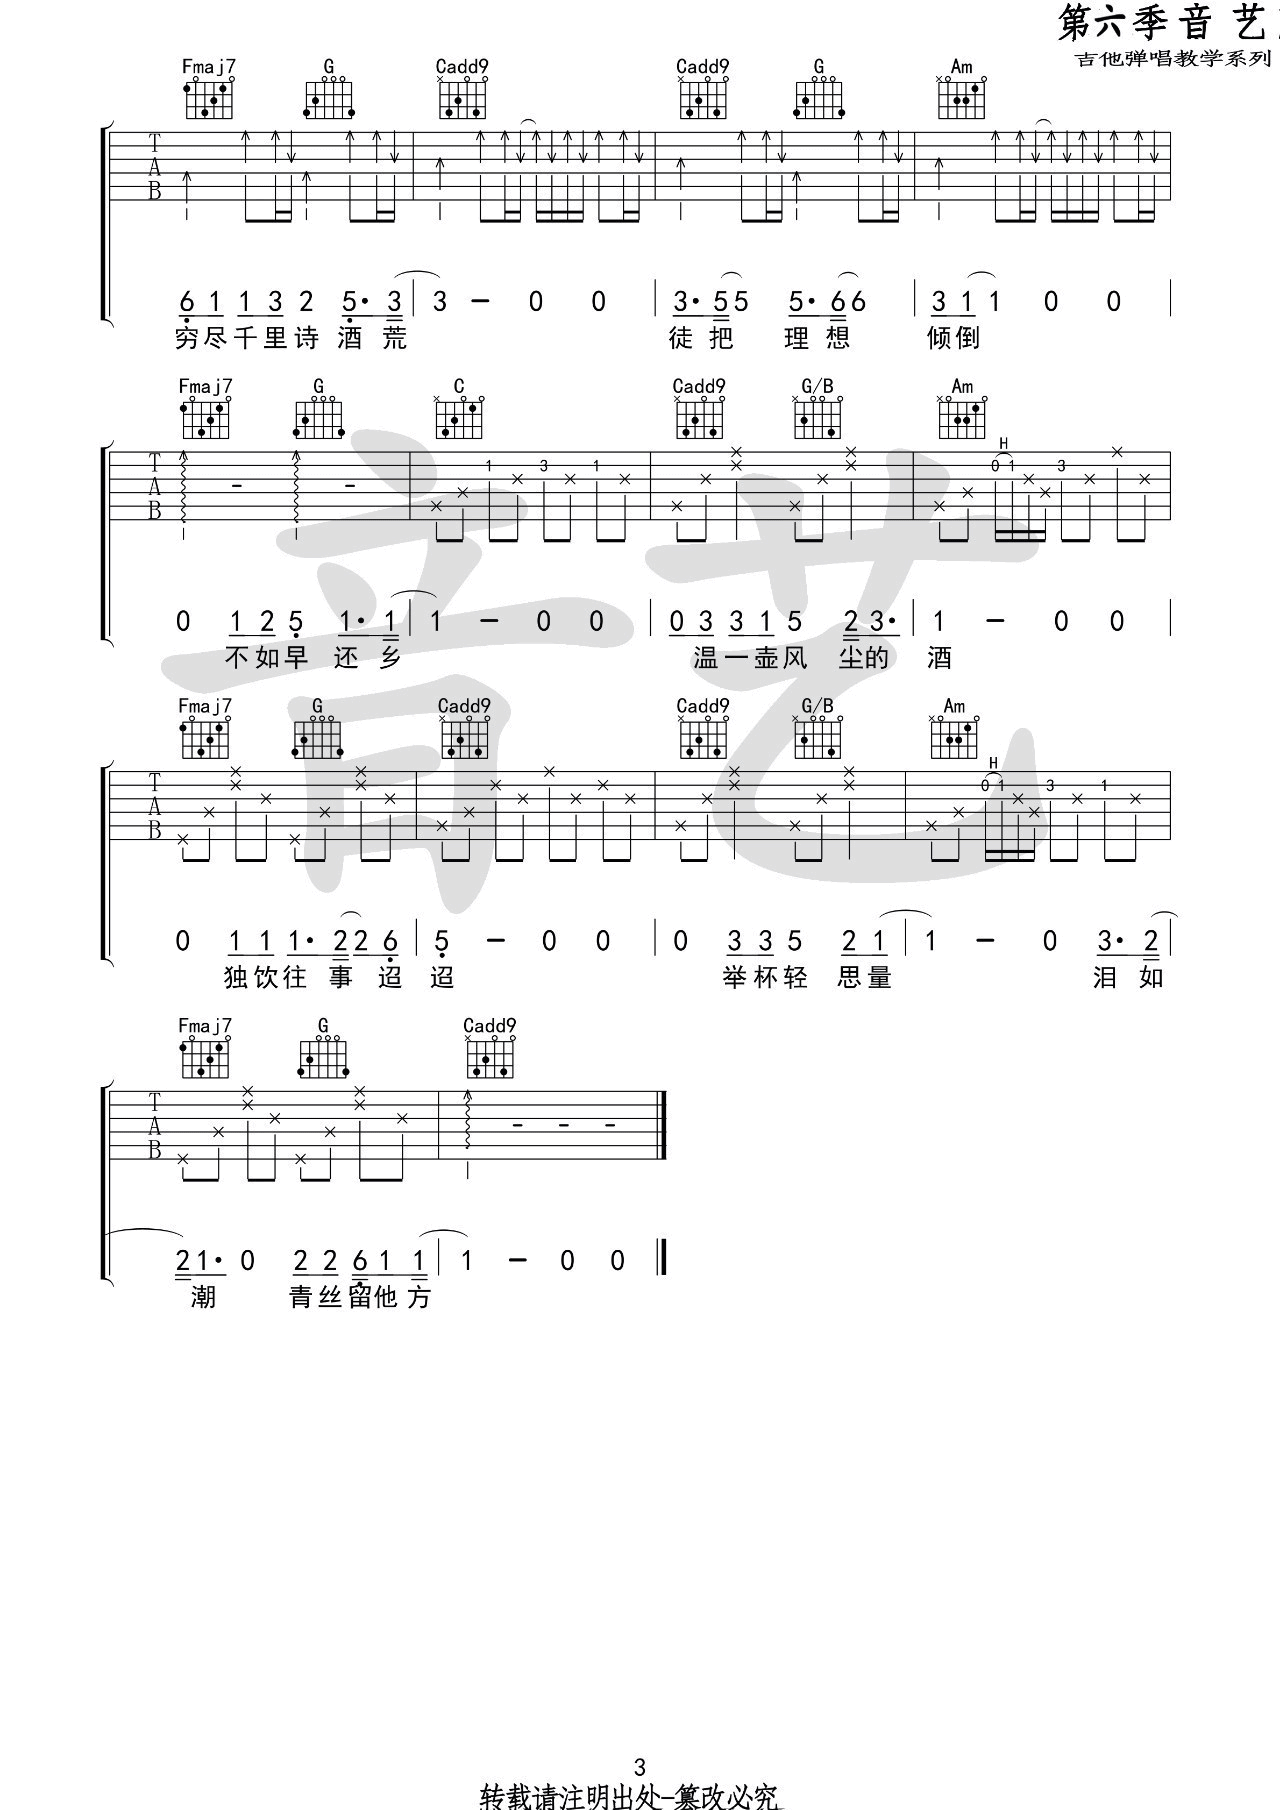 第六季音 艺
吉他弹唱教学系列
Fmaj7 G Cadd9 Cadd9 G Am
T
A
B
6 1 1 3 2 5· 3 3 — 0 0 3· 5 5 5· 6 6 3 1 1 0 0
穷尽千里诗酒荒 徒把 理想 倾倒
Fmaj7 G C Cadd9 G/B Am
H
T 1 3 1 0 1 3
A
B
0 1 2 5 1· 1 1 — 0 0 0 3 3 1 5 2 3· 1 — 0 0
不如早还乡 温一壶风尘的 酒
Fmaj7 G Cadd9 Cadd9 G/B Am
H
T 0 1 3 1
A
B
0 1 1 1· 2 2 6 5 — 0 0 0 3 3 5 2 1 1 — 0 3· 2
独饮往事迢 迢 举杯轻思量 泪如
Fmaj7 G Cadd9
T
A
B
2 1· 0 2 2 6 1 1 1 — 0 0
潮 青丝留他方
音艺
3
转载请注明出处-篡改必究